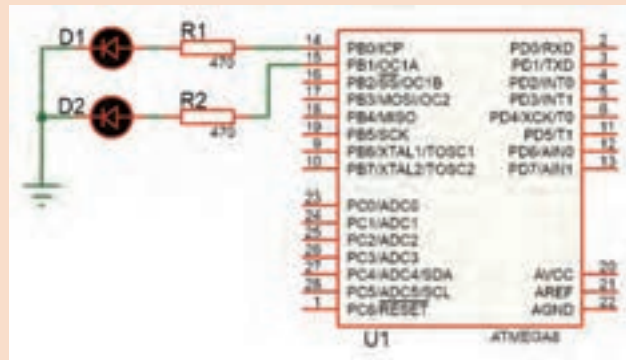 D1
R1
470
D2
R2
470
14 PB0/ICP
15 PB1/OC1A
16 PB2/SS/OC1B
17 PB3/MOSI/OC2
18 PB4/MISO
19 PB5/SCK
9 PB6/XTAL1/TOSC1
10 PB7/XTAL2/TOSC2
23 PC0/ADC0
24 PC1/ADC1
25 PC2/ADC2
26 PC3/ADC3
27 PC4/ADC4/SDA
28 PC5/ADC5/SCL
1 PC6/RESET
PD0/RXD 2
PD1/TXD 3
PD2/INT0 4
PD3/INT1 5
PD4/XCK/T0 6
PD5/T1 11
PD6/AIN0 12
PD7/AIN1 13
AVCC 20
AREF 21
AGND 22
U1
ATMEGA8